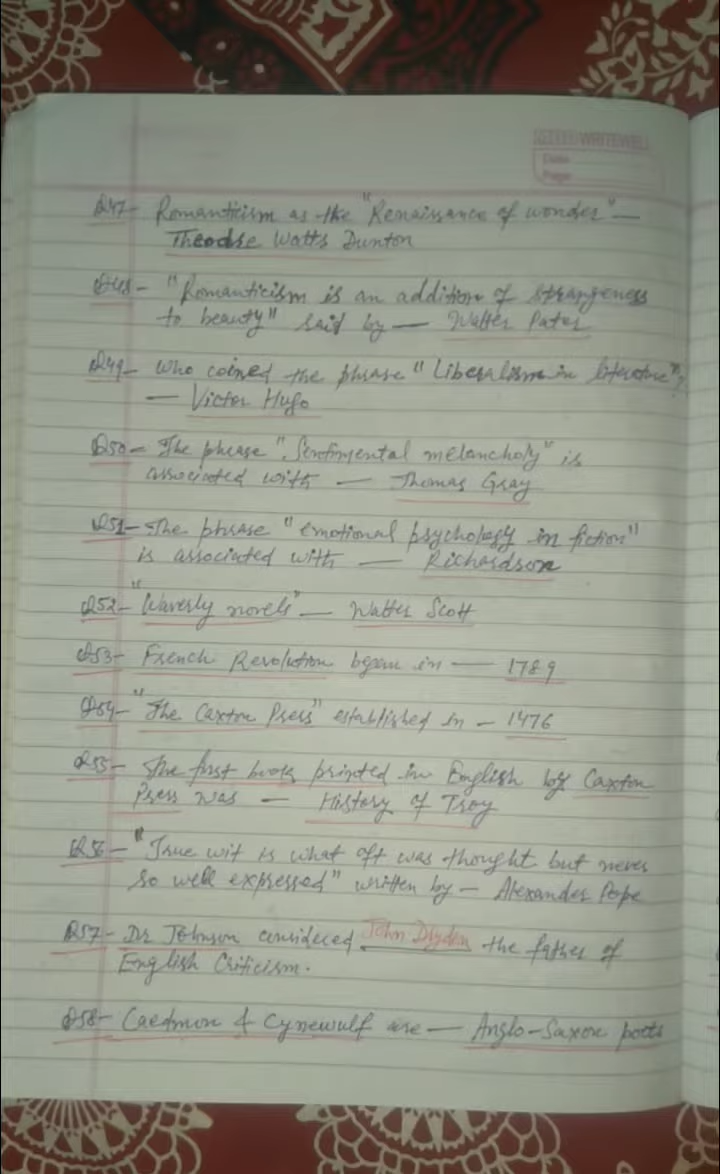 Date
Page
Q47- Romanticism as the "Renaissance of wonder" —
Theodre Watts Dunton
Q48- "Romanticism is an addition of strangeness
to beauty" said by — Walter Pater
Q49- Who coined the phrase "Liberalism in literature"?
— Victor Hugo
Q50- The phrase "Sentimental melancholy" is
associated with — Thomas Gray
Q51- The phrase "emotional psychology in fiction"
is associated with — Richardson
Q52- "Waverly novels" — Walter Scott
Q53- French Revolution began in — 1789
Q54- "The Caxton Press" established in - 1476
Q55- The first book printed in English by Caxton
Press was — History of Troy
Q56- "True wit is what oft was thought but never
so well expressed" written by — Alexander Pope
Q57- Dr Johnson considered John Dryden the father of
English Criticism.
Q58- Caedmon & Cynewulf are — Anglo-Saxon poets